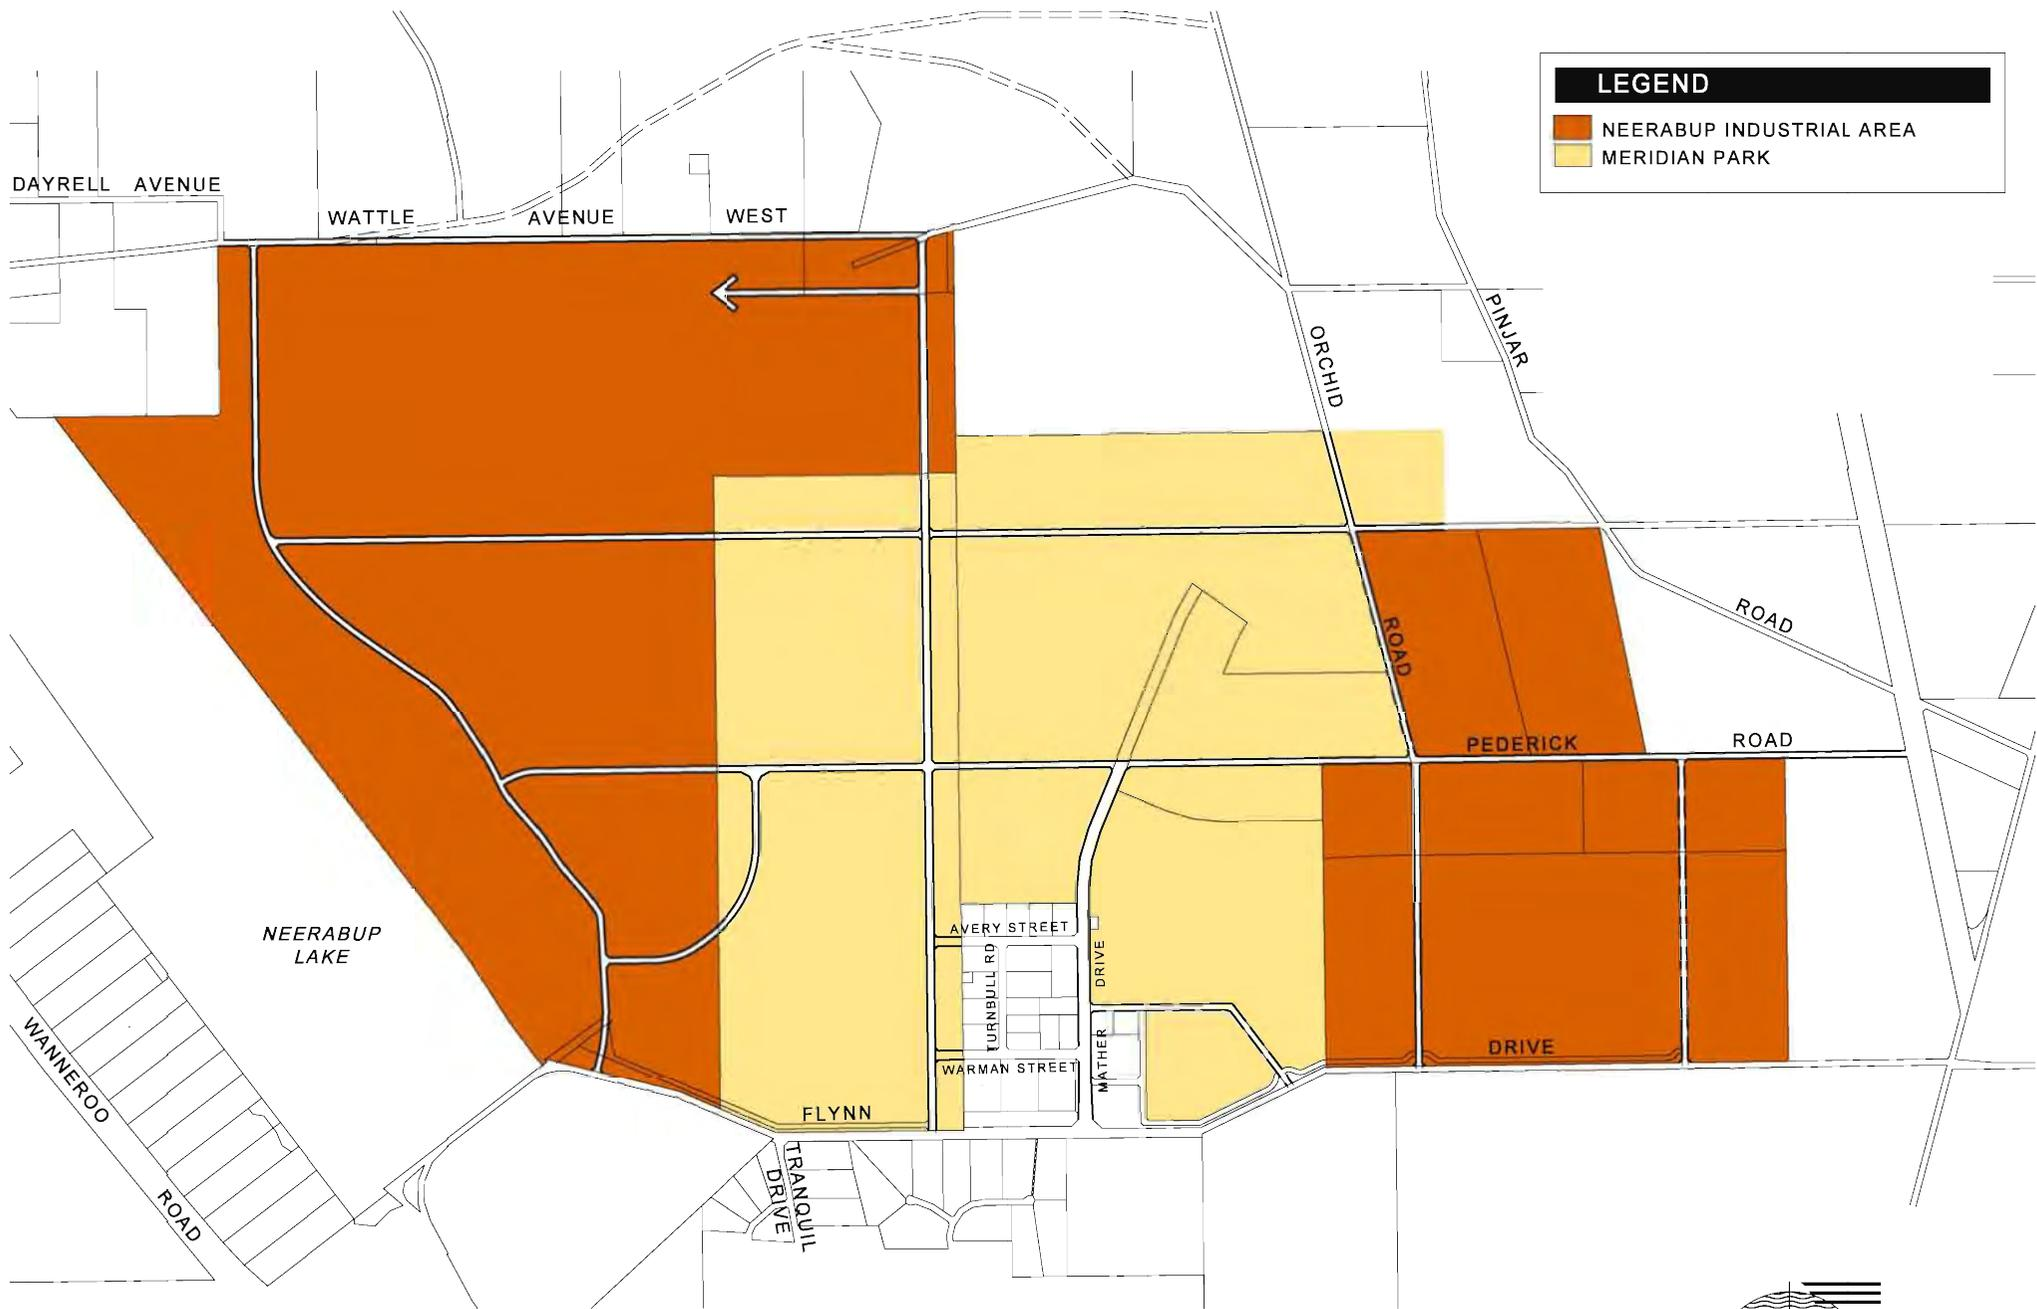 LEGEND
NEERABUP INDUSTRIAL AREA
MERIDIAN PARK
DAYRELL AVENUE
WATTLE AVENUE WEST
PINJAR
ORCHID
ROAD
ROAD
PEDERICK ROAD
NEERABUP
LAKE
AVERY STREET
TURNBULL RD
DRIVE
MATHER
WARMAN STREET
DRIVE
FLYNN
WANNEROO
ROAD
TRANQUIL
DRIVE